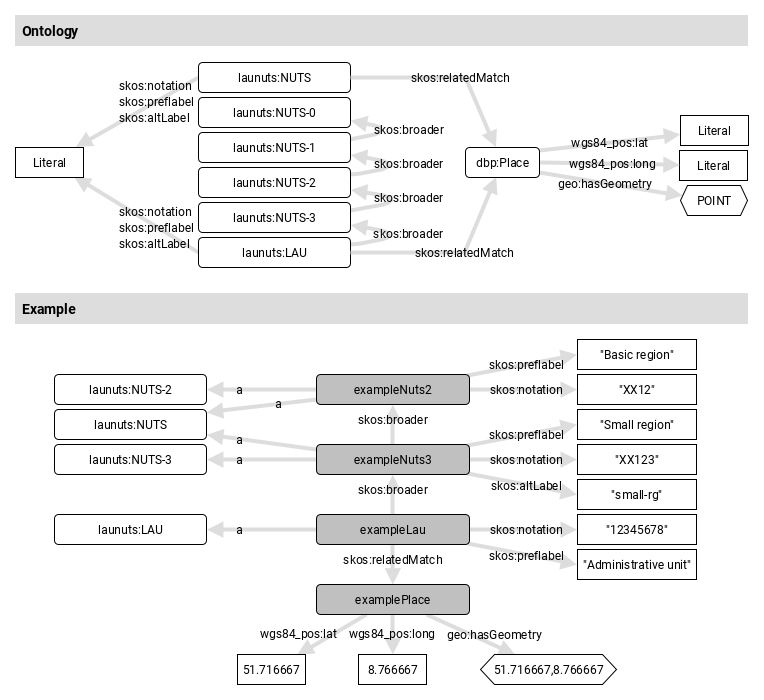 Ontology
launuts:NUTS
skos:relatedMatch
skos:notation
skos:preflabel
skos:altLabel
launuts:NUTS-0
skos:broader
launuts:NUTS-1
skos:broader
launuts:NUTS-2
skos:broader
launuts:NUTS-3
skos:broader
launuts:LAU
skos:relatedMatch
Literal
skos:notation
skos:preflabel
skos:altLabel
dbp:Place
wgs84_pos:lat
Literal
wgs84_pos:long
Literal
geo:hasGeometry
POINT
Example
skos:preflabel
"Basic region"
launuts:NUTS-2
a
exampleNuts2
skos:notation
"XX12"
a
launuts:NUTS
skos:broader
skos:preflabel
"Small region"
a
launuts:NUTS-3
a
exampleNuts3
skos:notation
"XX123"
skos:broader
skos:altLabel
"small-rg"
launuts:LAU
a
exampleLau
skos:notation
"12345678"
skos:relatedMatch
skos:preflabel
"Administrative unit"
examplePlace
wgs84_pos:lat
wgs84_pos:long
geo:hasGeometry
51.716667
8.766667
51.716667,8.766667